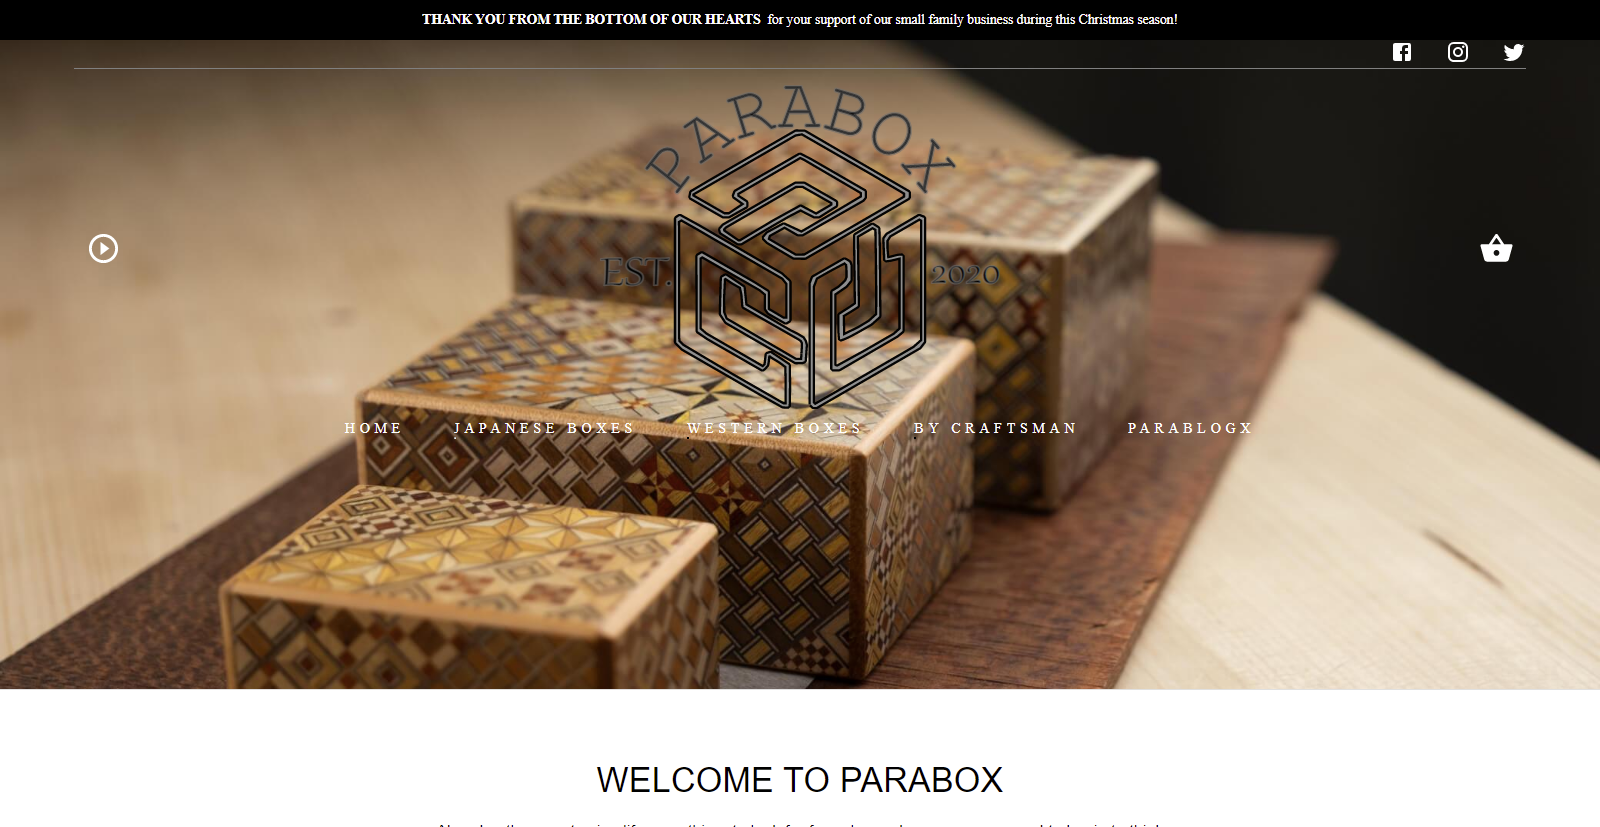 THANK YOU FROM THE BOTTOM OF OUR HEARTS for your support of our small family business during this Christmas season!
PARABOX
EST. 2020
HOME JAPANESE BOXES WESTERN BOXES BY CRAFTSMAN PARABLOGX
WELCOME TO PARABOX